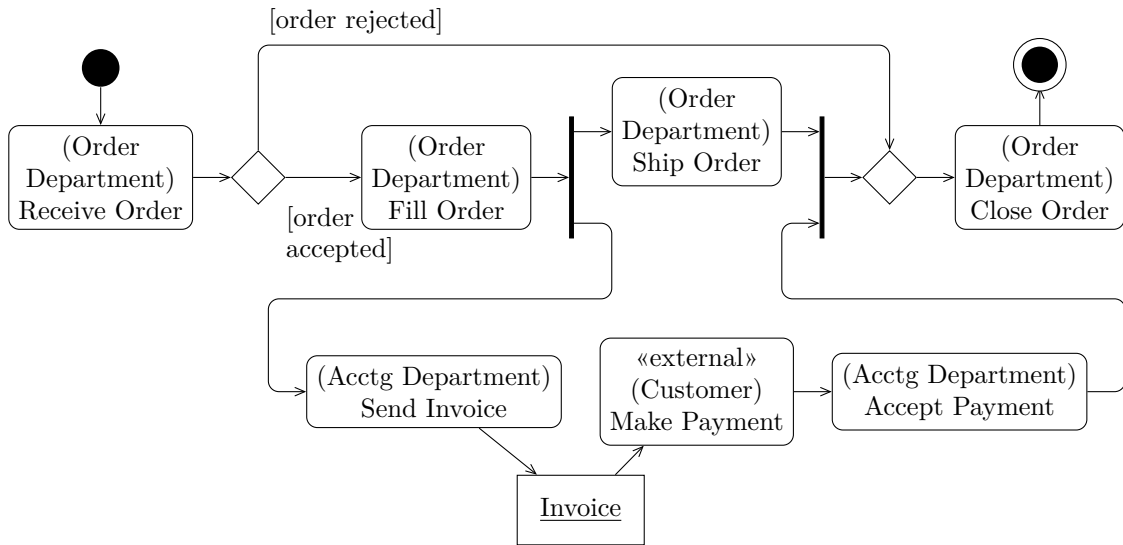 [order rejected]
(Order
Department)
Receive Order
[order
accepted]
(Order
Department)
Fill Order
(Order
Department)
Ship Order
(Order
Department)
Close Order
(Acctg Department)
Send Invoice
Invoice
«external»
(Customer)
Make Payment
(Acctg Department)
Accept Payment